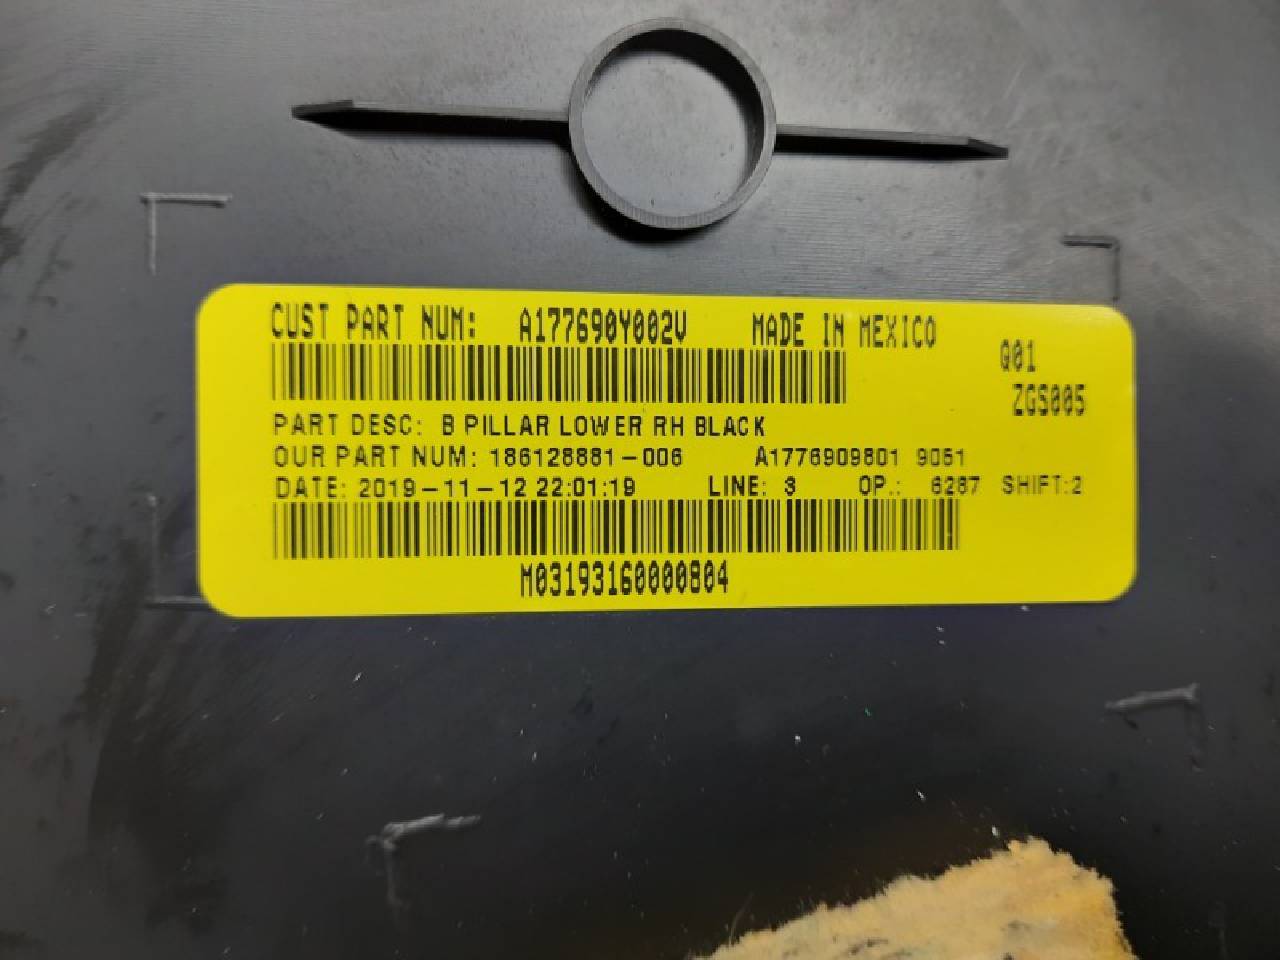 CUST PART NUM: A177690Y002V MADE IN MEXICO
Q01
ZGS005
PART DESC: B PILLAR LOWER RH BLACK
OUR PART NUM: 186128881-006 A1776909801 9051
DATE: 2019-11-12 22:01:19 LINE: 3 OP.: 6287 SHIFT:2
M03193160000804